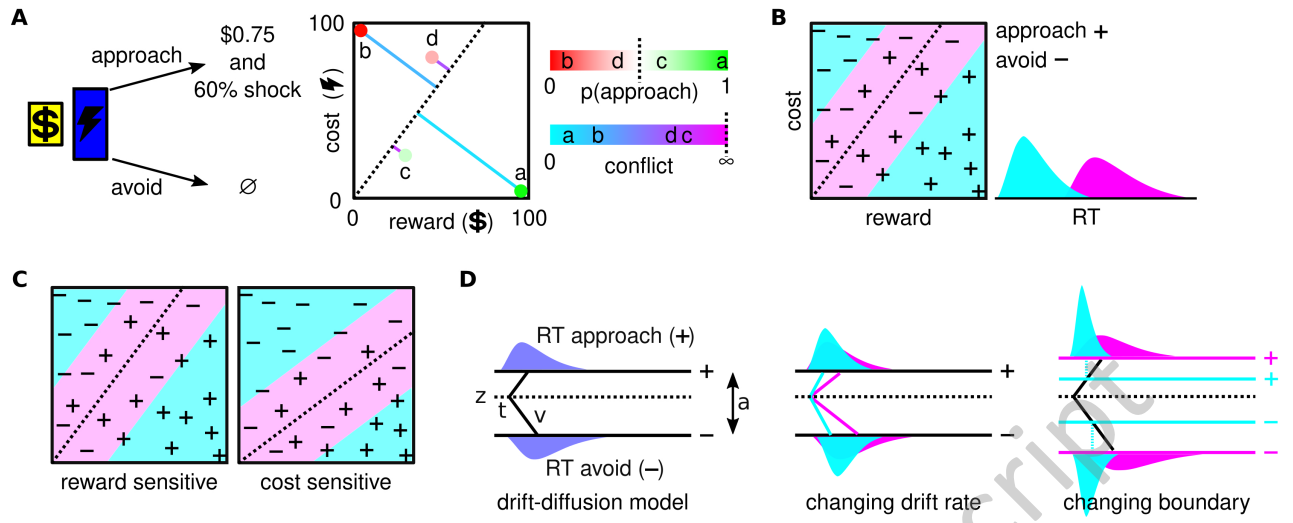 A
approach
$0.75
and
60% shock
$
avoid
∅
100
cost (⚡)
0
b
d
c
a
0
100
reward ($)
b d c a
0 1
p(approach)
a b d c
0 ∞
conflict
B
approach +
avoid −
cost
reward
RT
C
reward sensitive
cost sensitive
D
RT approach (+)
+
z
t
v
a
−
RT avoid (−)
drift-diffusion model
+
−
changing drift rate
+
+
−
−
changing boundary
cript